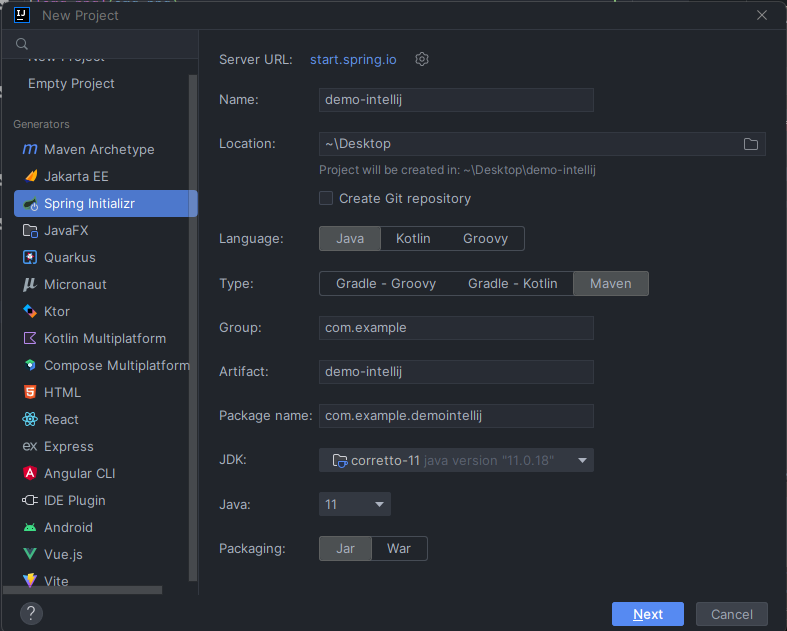 New Project
New Project
Empty Project
Generators
Maven Archetype
Jakarta EE
Spring Initializr
JavaFX
Quarkus
Micronaut
Ktor
Kotlin Multiplatform
Compose Multiplatform
HTML
React
ex Express
Angular CLI
IDE Plugin
Android
Vue.js
Vite
Server URL: start.spring.io
Name: demo-intellij
Location: ~\Desktop
Project will be created in: ~\Desktop\demo-intellij
Create Git repository
Language: Java Kotlin Groovy
Type: Gradle - Groovy Gradle - Kotlin Maven
Group: com.example
Artifact: demo-intellij
Package name: com.example.demointellij
JDK: corretto-11 java version "11.0.18"
Java: 11
Packaging: Jar War
? Next Cancel